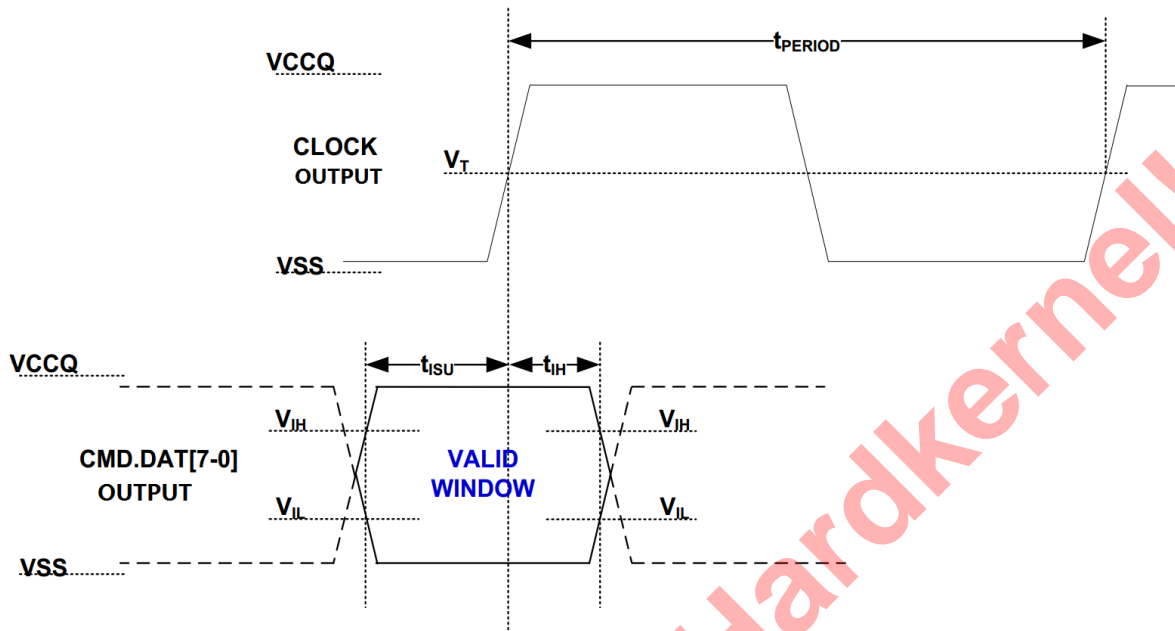 tPERIOD
VCCQ
CLOCK
OUTPUT
VT
VSS
VCCQ
tISU
tIH
VIH
VIH
CMD.DAT[7-0]
OUTPUT
VALID
WINDOW
VIL
VIL
VSS
Hardkernel